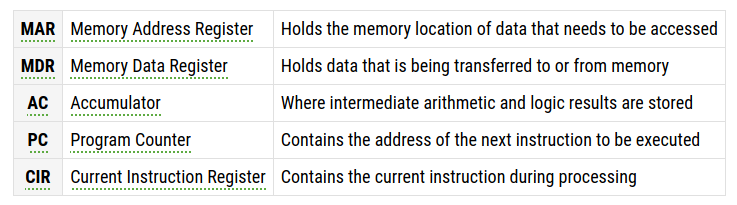 MAR Memory Address Register Holds the memory location of data that needs to be accessed
MDR Memory Data Register Holds data that is being transferred to or from memory
AC Accumulator Where intermediate arithmetic and logic results are stored
PC Program Counter Contains the address of the next instruction to be executed
CIR Current Instruction Register Contains the current instruction during processing